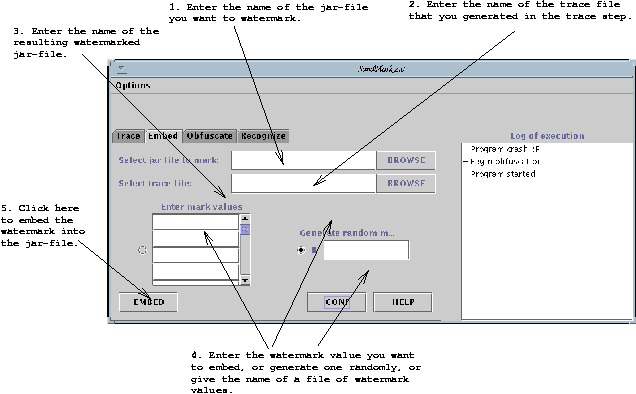 1. Enter the name of the jar-file
you want to watermark.
2. Enter the name of the trace file
that you generated in the trace step.
3. Enter the name of the
resulting watermarked
jar-file.
SandMark 2.0
Options
Trace Embed Obfuscate Recognize
Log of execution
Select jar file to mark: BROWSE
Program crash :
Begin obfuscation
Select trace file: BROWSE
Program started
5. Click here
to embed the
watermark into
the jar-file.
Enter mark values
Generate random m...
EMBED CONF HELP
4. Enter the watermark value you want
to embed, or generate one randomly, or
give the name of a file of watermark
values.